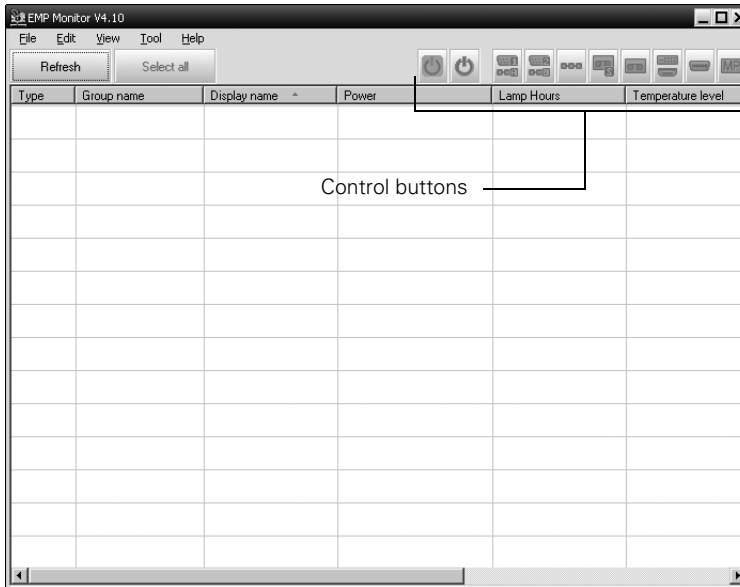 EMP Monitor V4.10
File Edit View Tool Help
Refresh Select all
Type Group name Display name Power Lamp Hours Temperature level
Control buttons